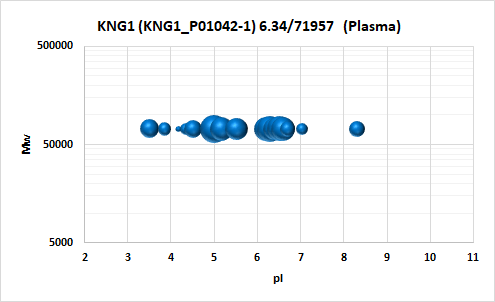 KNG1 (KNG1_P01042-1) 6.34/71957 (Plasma)
500000
50000
5000
Mw
2 3 4 5 6 7 8 9 10 11
pI